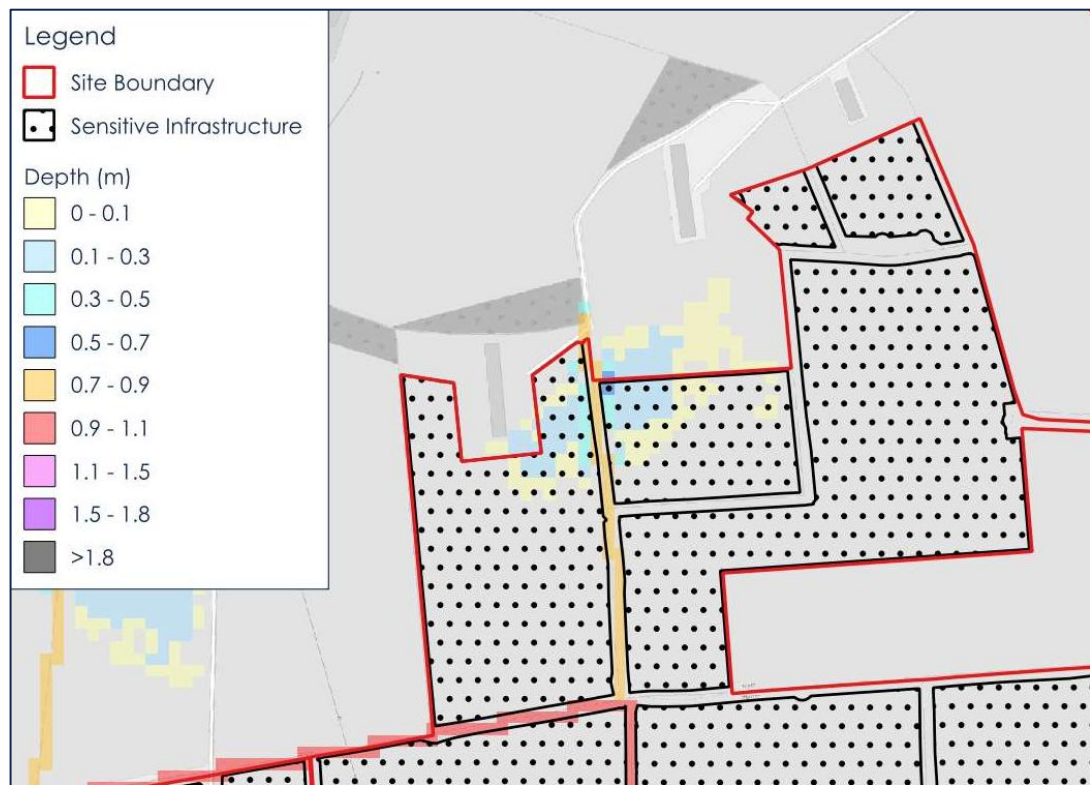 Legend
Site Boundary
Sensitive Infrastructure
Depth (m)
0 - 0.1
0.1 - 0.3
0.3 - 0.5
0.5 - 0.7
0.7 - 0.9
0.9 - 1.1
1.1 - 1.5
1.5 - 1.8
>1.8